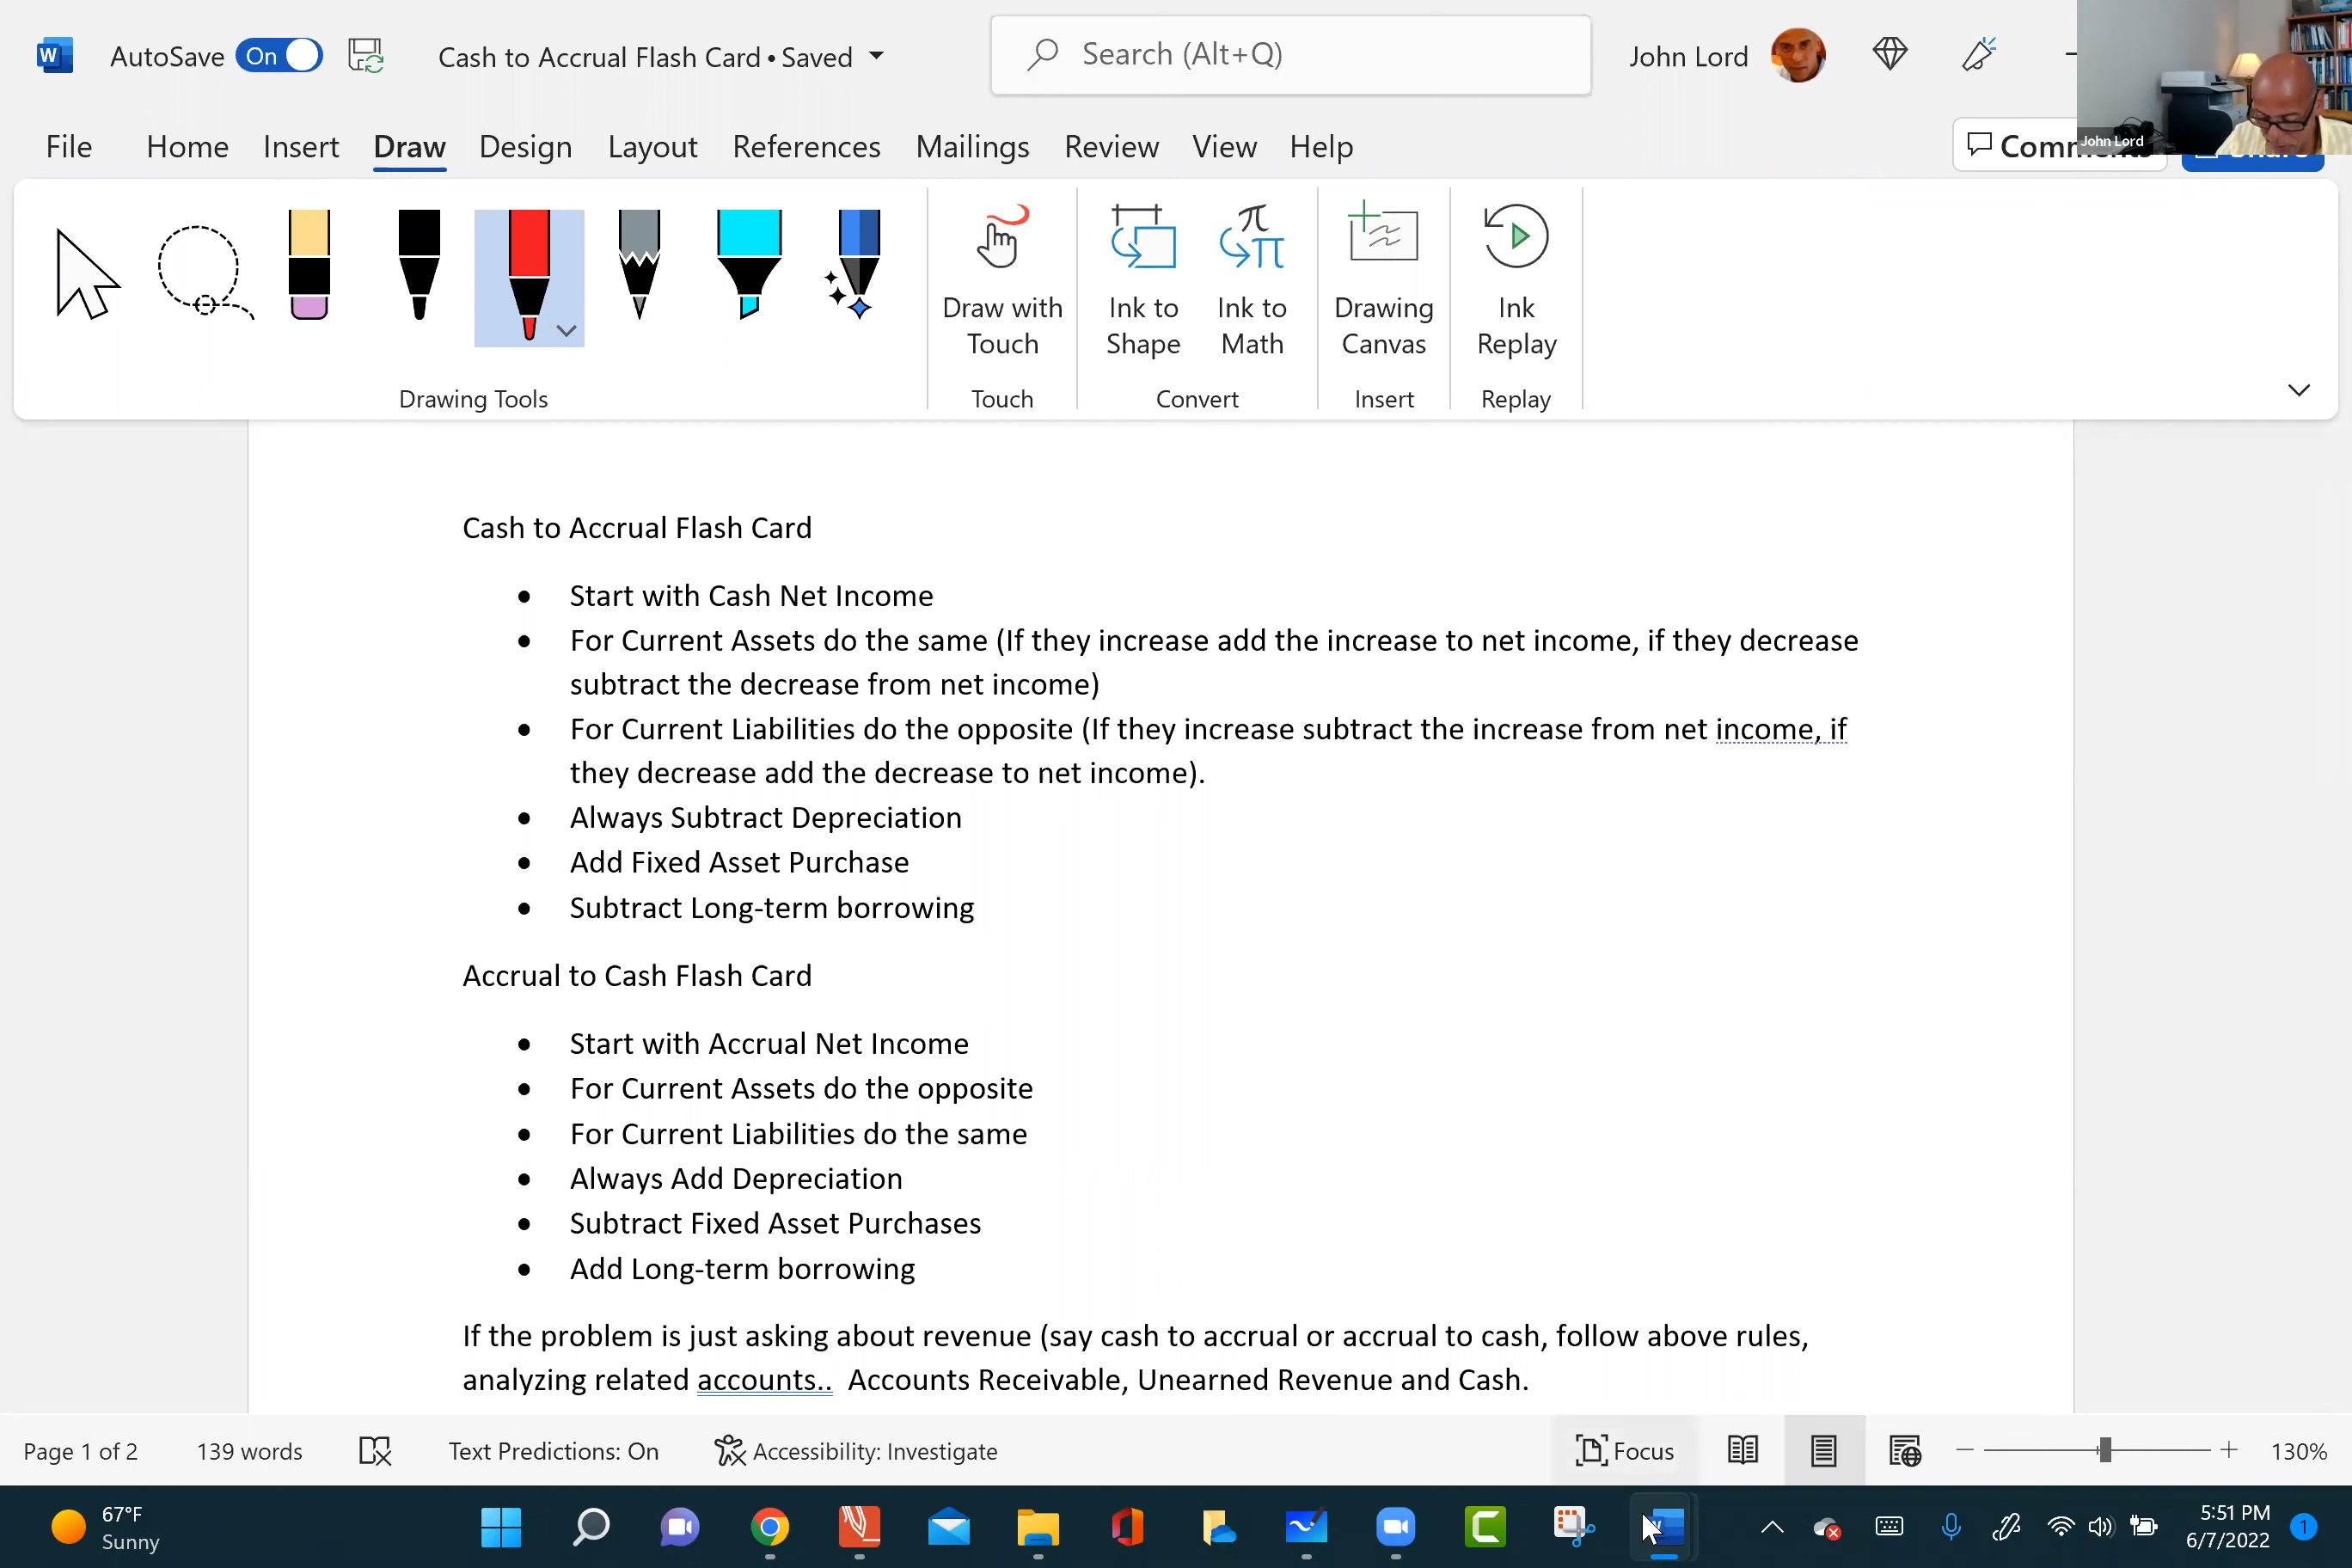 W AutoSave On Cash to Accrual Flash Card • Saved Search (Alt+Q) John Lord
John Lord
File Home Insert Draw Design Layout References Mailings Review View Help
Draw with Touch
Ink to Shape
Ink to Math
Drawing Canvas
Ink Replay
Drawing Tools Touch Convert Insert Replay
Cash to Accrual Flash Card
• Start with Cash Net Income
• For Current Assets do the same (If they increase add the increase to net income, if they decrease
subtract the decrease from net income)
• For Current Liabilities do the opposite (If they increase subtract the increase from net income, if
they decrease add the decrease to net income).
• Always Subtract Depreciation
• Add Fixed Asset Purchase
• Subtract Long-term borrowing
Accrual to Cash Flash Card
• Start with Accrual Net Income
• For Current Assets do the opposite
• For Current Liabilities do the same
• Always Add Depreciation
• Subtract Fixed Asset Purchases
• Add Long-term borrowing
If the problem is just asking about revenue (say cash to accrual or accrual to cash, follow above rules,
analyzing related accounts.. Accounts Receivable, Unearned Revenue and Cash.
Page 1 of 2 139 words Text Predictions: On Accessibility: Investigate Focus 130%
67°F
Sunny
5:51 PM
6/7/2022
1